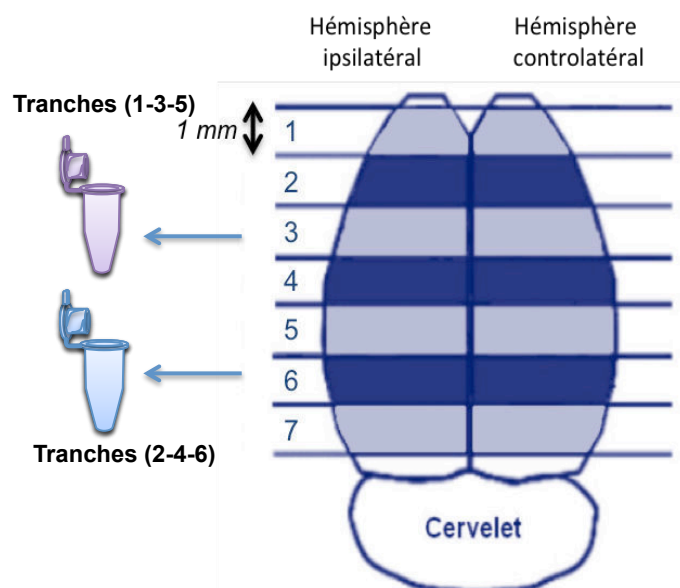 Hémisphère
ipsilatéral
Hémisphère
controlatéral
Tranches (1-3-5)
1 mm
1
2
3
4
5
6
7
Tranches (2-4-6)
Cervelet